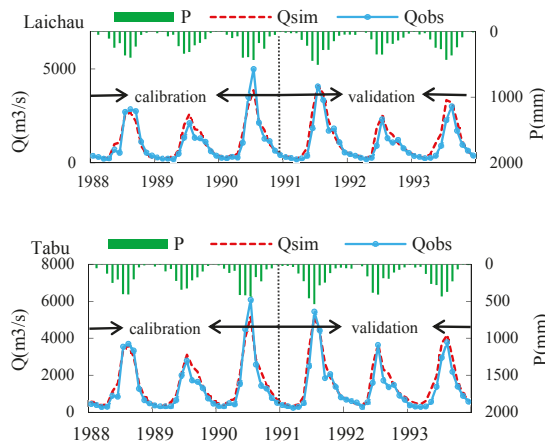 Laichau
P Qsim Qobs
Q(m3/s)
5000
0
calibration
validation
0
1000
2000
P(mm)
1988 1989 1990 1991 1992 1993
Tabu
P Qsim Qobs
Q(m3/s)
8000
6000
4000
2000
0
calibration
validation
0
500
1000
1500
2000
P(mm)
1988 1989 1990 1991 1992 1993